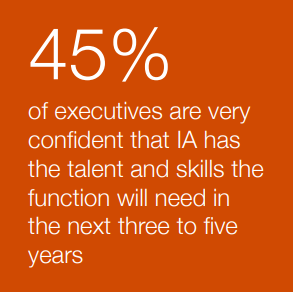 45%
of executives are very
confident that IA has
the talent and skills the
function will need in
the next three to five
years